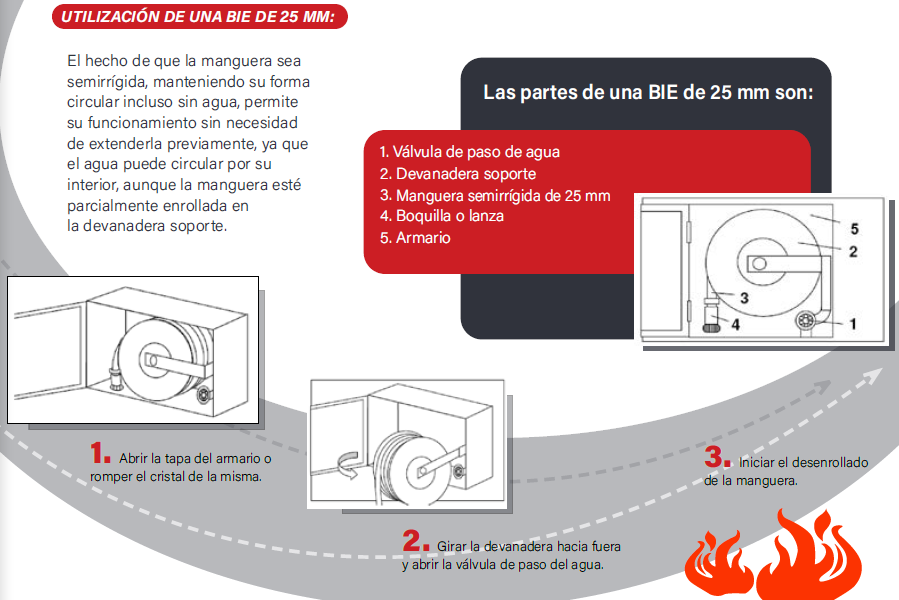 UTILIZACIÓN DE UNA BIE DE 25 MM:
El hecho de que la manguera sea
semirrígida, manteniendo su forma
circular incluso sin agua, permite
su funcionamiento sin necesidad
de extenderla previamente, ya que
el agua puede circular por su
interior, aunque la manguera esté
parcialmente enrollada en
la devanadera soporte.
Las partes de una BIE de 25 mm son:
1. Válvula de paso de agua
2. Devanadera soporte
3. Manguera semirrígida de 25 mm
4. Boquilla o lanza
5. Armario
5
2
3
4
1
1. Abrir la tapa del armario o
romper el cristal de la misma.
2. Girar la devanadera hacia fuera
y abrir la válvula de paso del agua.
3. Iniciar el desenrollado
de la manguera.